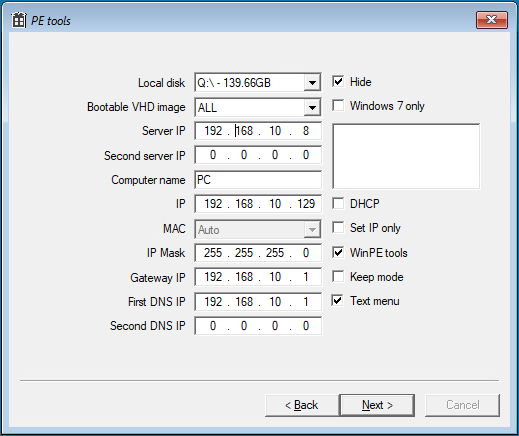 PE tools
Local disk Q:\ - 139.66GB Hide
Bootable VHD image ALL Windows 7 only
Server IP 192 . 168 . 10 . 8
Second server IP 0 . 0 . 0 . 0
Computer name PC
IP 192 . 168 . 10 . 129 DHCP
MAC Auto Set IP only
IP Mask 255 . 255 . 255 . 0 WinPE tools
Gateway IP 192 . 168 . 10 . 1 Keep mode
First DNS IP 192 . 168 . 10 . 1 Text menu
Second DNS IP 0 . 0 . 0 . 0
< Back Next > Cancel